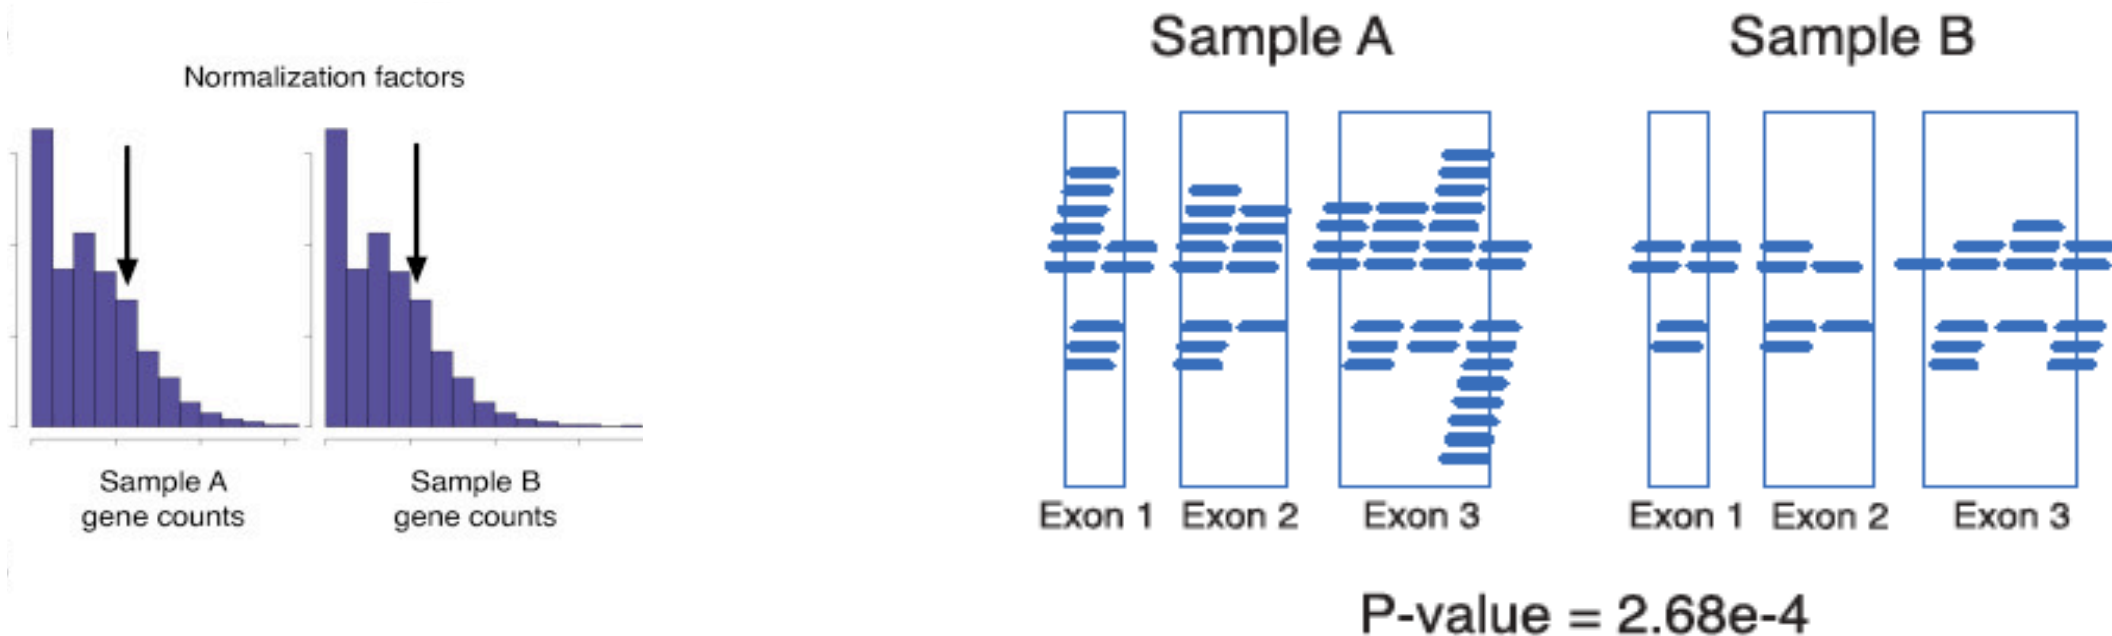 Normalization factors
Sample A
gene counts
Sample B
gene counts
Sample A
Sample B
Exon 1
Exon 2
Exon 3
Exon 1
Exon 2
Exon 3
P-value = 2.68e-4